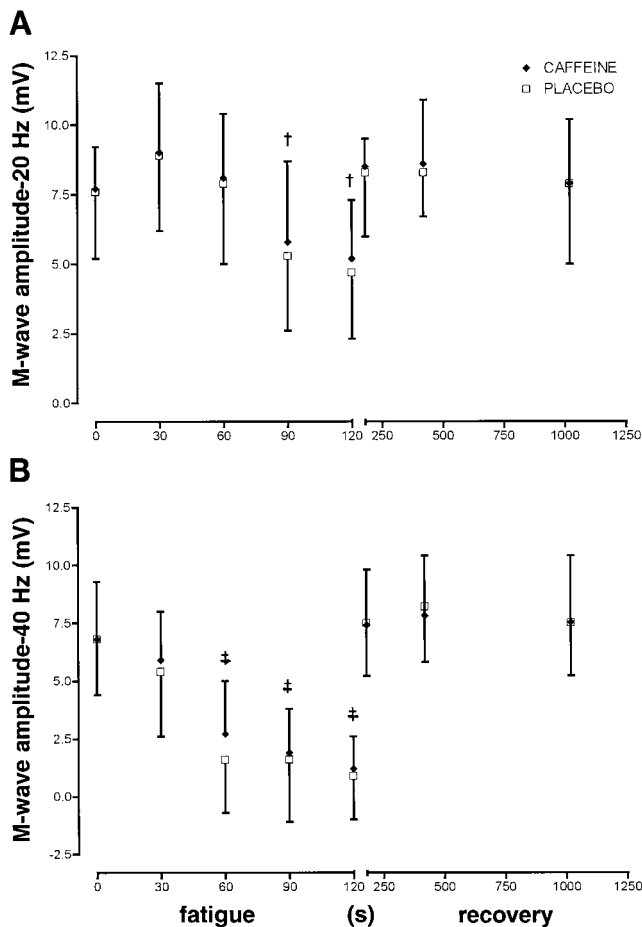 A
M-wave amplitude-20 Hz (mV)
12.5
10.0
7.5
5.0
2.5
0.0
◆ CAFFEINE
□ PLACEBO
†
†
0 30 60 90 120 250 500 750 1000 1250
B
M-wave amplitude-40 Hz (mV)
12.5
10.0
7.5
5.0
2.5
0.0
-2.5
‡
‡
‡
0 30 60 90 120 250 500 750 1000 1250
fatigue (s) recovery